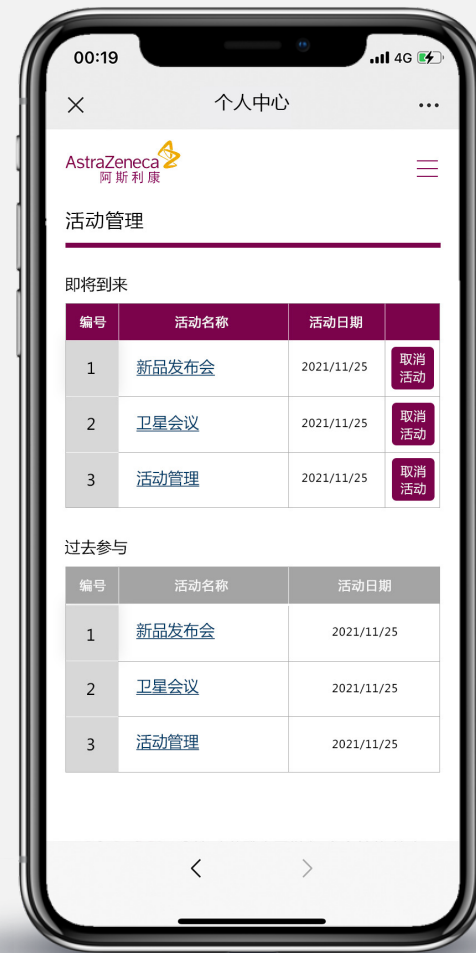 00:19
4G
个人中心
AstraZeneca
阿斯利康
活动管理
即将到来
编号 活动名称 活动日期
1 新品发布会 2021/11/25 取消
活动
2 卫星会议 2021/11/25 取消
活动
3 活动管理 2021/11/25 取消
活动
过去参与
编号 活动名称 活动日期
1 新品发布会 2021/11/25
2 卫星会议 2021/11/25
3 活动管理 2021/11/25